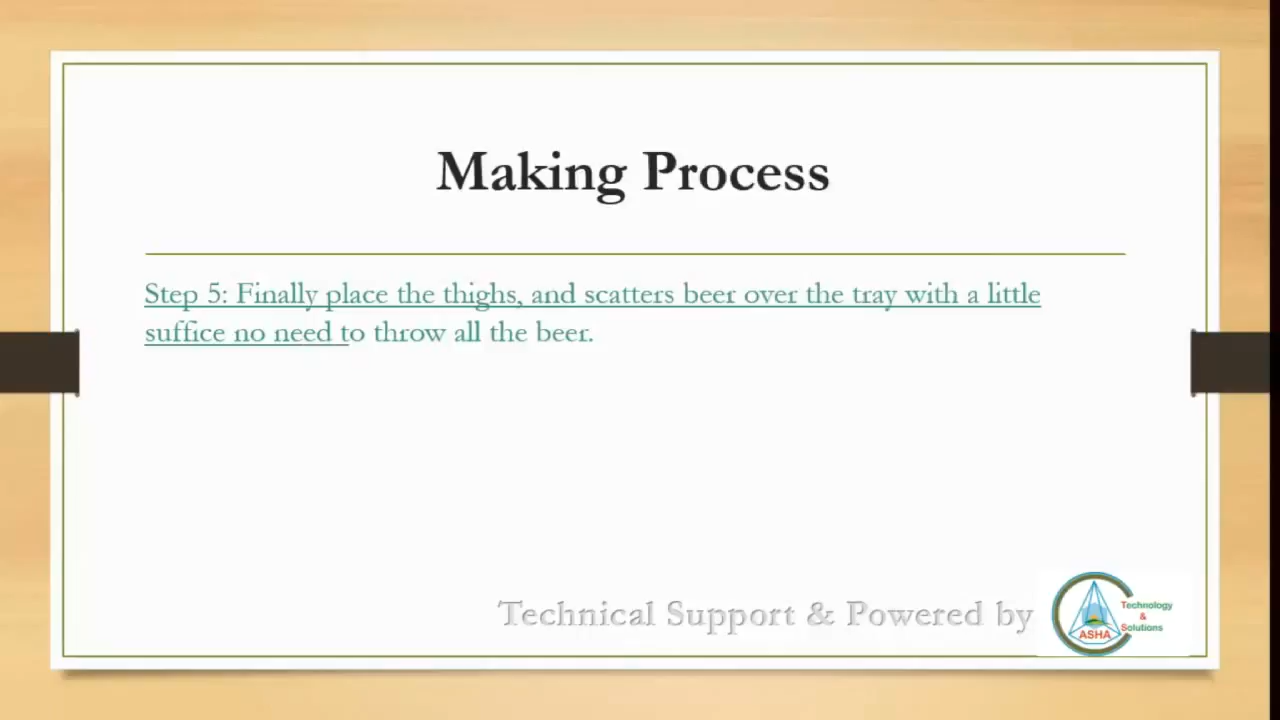 Making Process
Step 5: Finally place the thighs, and scatters beer over the tray with a little
suffice no need to throw all the beer.
Technical Support & Powered by
Technology
&
Solutions
ASHA